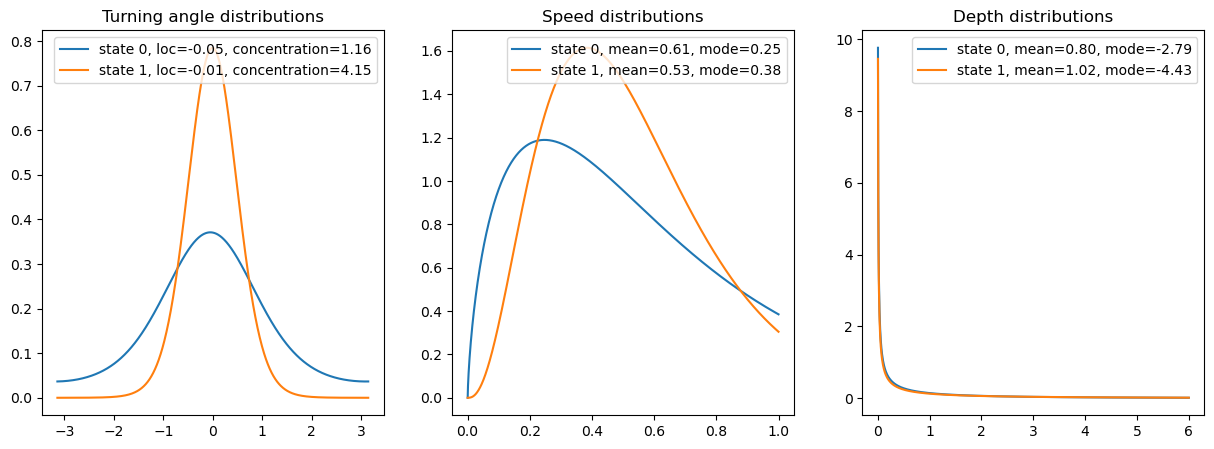 Turning angle distributions
state 0, loc=-0.05, concentration=1.16
state 1, loc=-0.01, concentration=4.15
0.8
0.7
0.6
0.5
0.4
0.3
0.2
0.1
0.0
−3 −2 −1 0 1 2 3
Speed distributions
state 0, mean=0.61, mode=0.25
state 1, mean=0.53, mode=0.38
1.6
1.4
1.2
1.0
0.8
0.6
0.4
0.2
0.0
0.0 0.2 0.4 0.6 0.8 1.0
Depth distributions
state 0, mean=0.80, mode=-2.79
state 1, mean=1.02, mode=-4.43
10
8
6
4
2
0
0 1 2 3 4 5 6